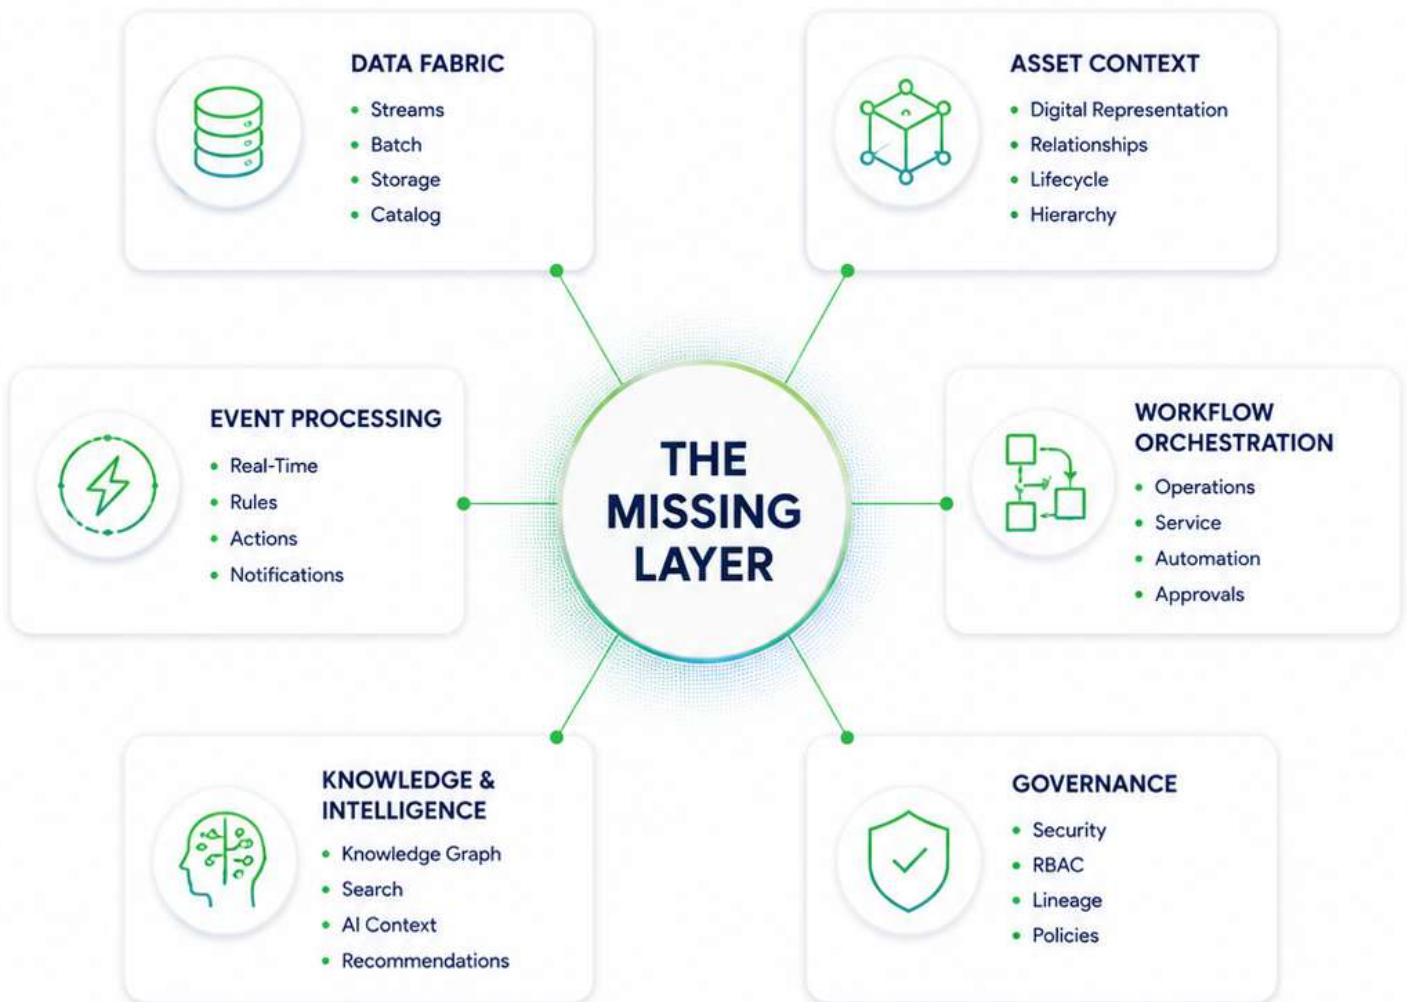 DATA FABRIC
Streams
Batch
Storage
Catalog
ASSET CONTEXT
Digital Representation
Relationships
Lifecycle
Hierarchy
EVENT PROCESSING
Real-Time
Rules
Actions
Notifications
THE
MISSING
LAYER
WORKFLOW
ORCHESTRATION
Operations
Service
Automation
Approvals
KNOWLEDGE &
INTELLIGENCE
Knowledge Graph
Search
AI Context
Recommendations
GOVERNANCE
Security
RBAC
Lineage
Policies